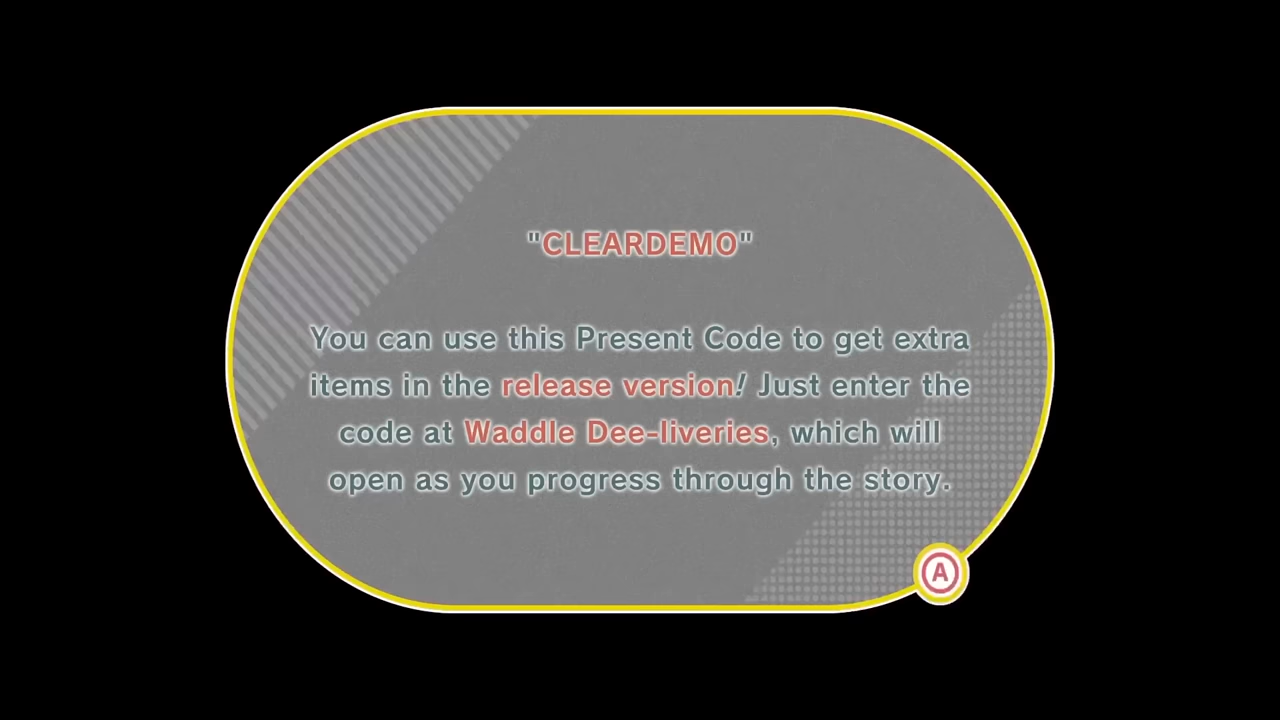 "CLEARDEMO"
You can use this Present Code to get extra
items in the release version! Just enter the
code at Waddle Dee-liveries, which will
open as you progress through the story.
A